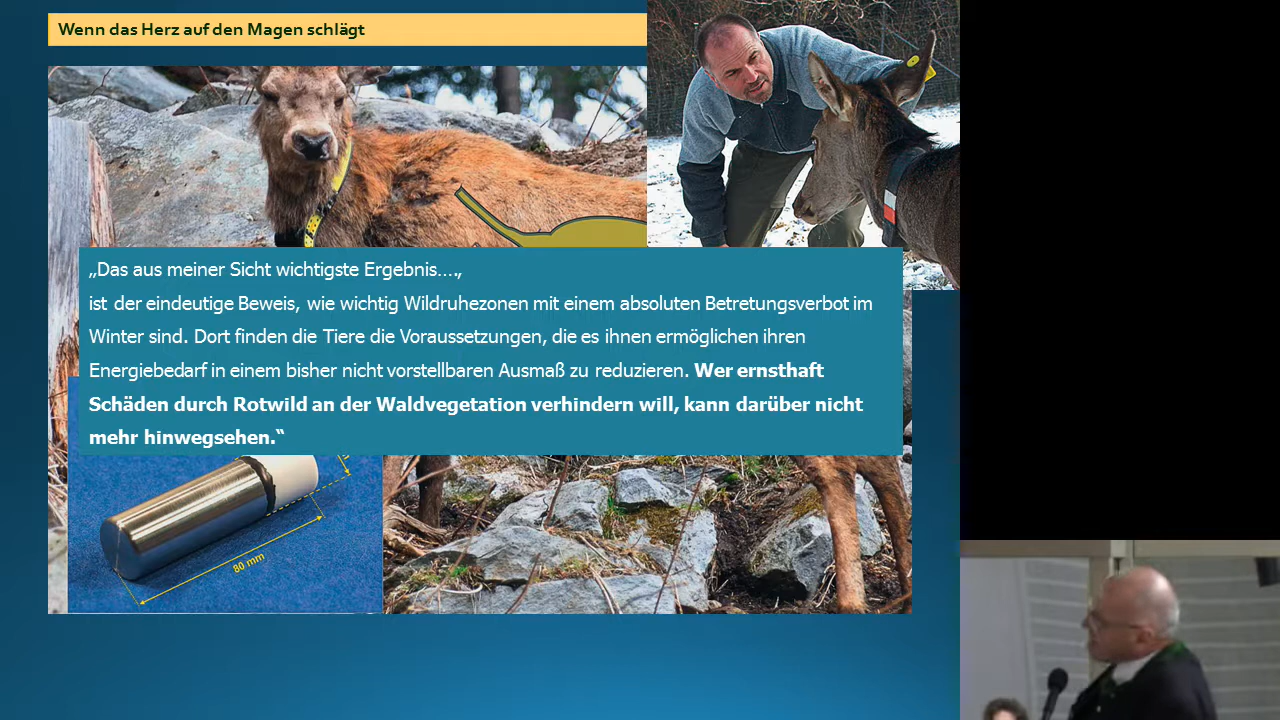 Wenn das Herz auf den Magen schlägt
„Das aus meiner Sicht wichtigste Ergebnis….,
ist der eindeutige Beweis, wie wichtig Wildruhezonen mit einem absoluten Betretungsverbot im
Winter sind. Dort finden die Tiere die Voraussetzungen, die es ihnen ermöglichen ihren
Energiebedarf in einem bisher nicht vorstellbaren Ausmaß zu reduzieren. Wer ernsthaft
Schäden durch Rotwild an der Waldvegetation verhindern will, kann darüber nicht
mehr hinwegsehen.“
80 mm